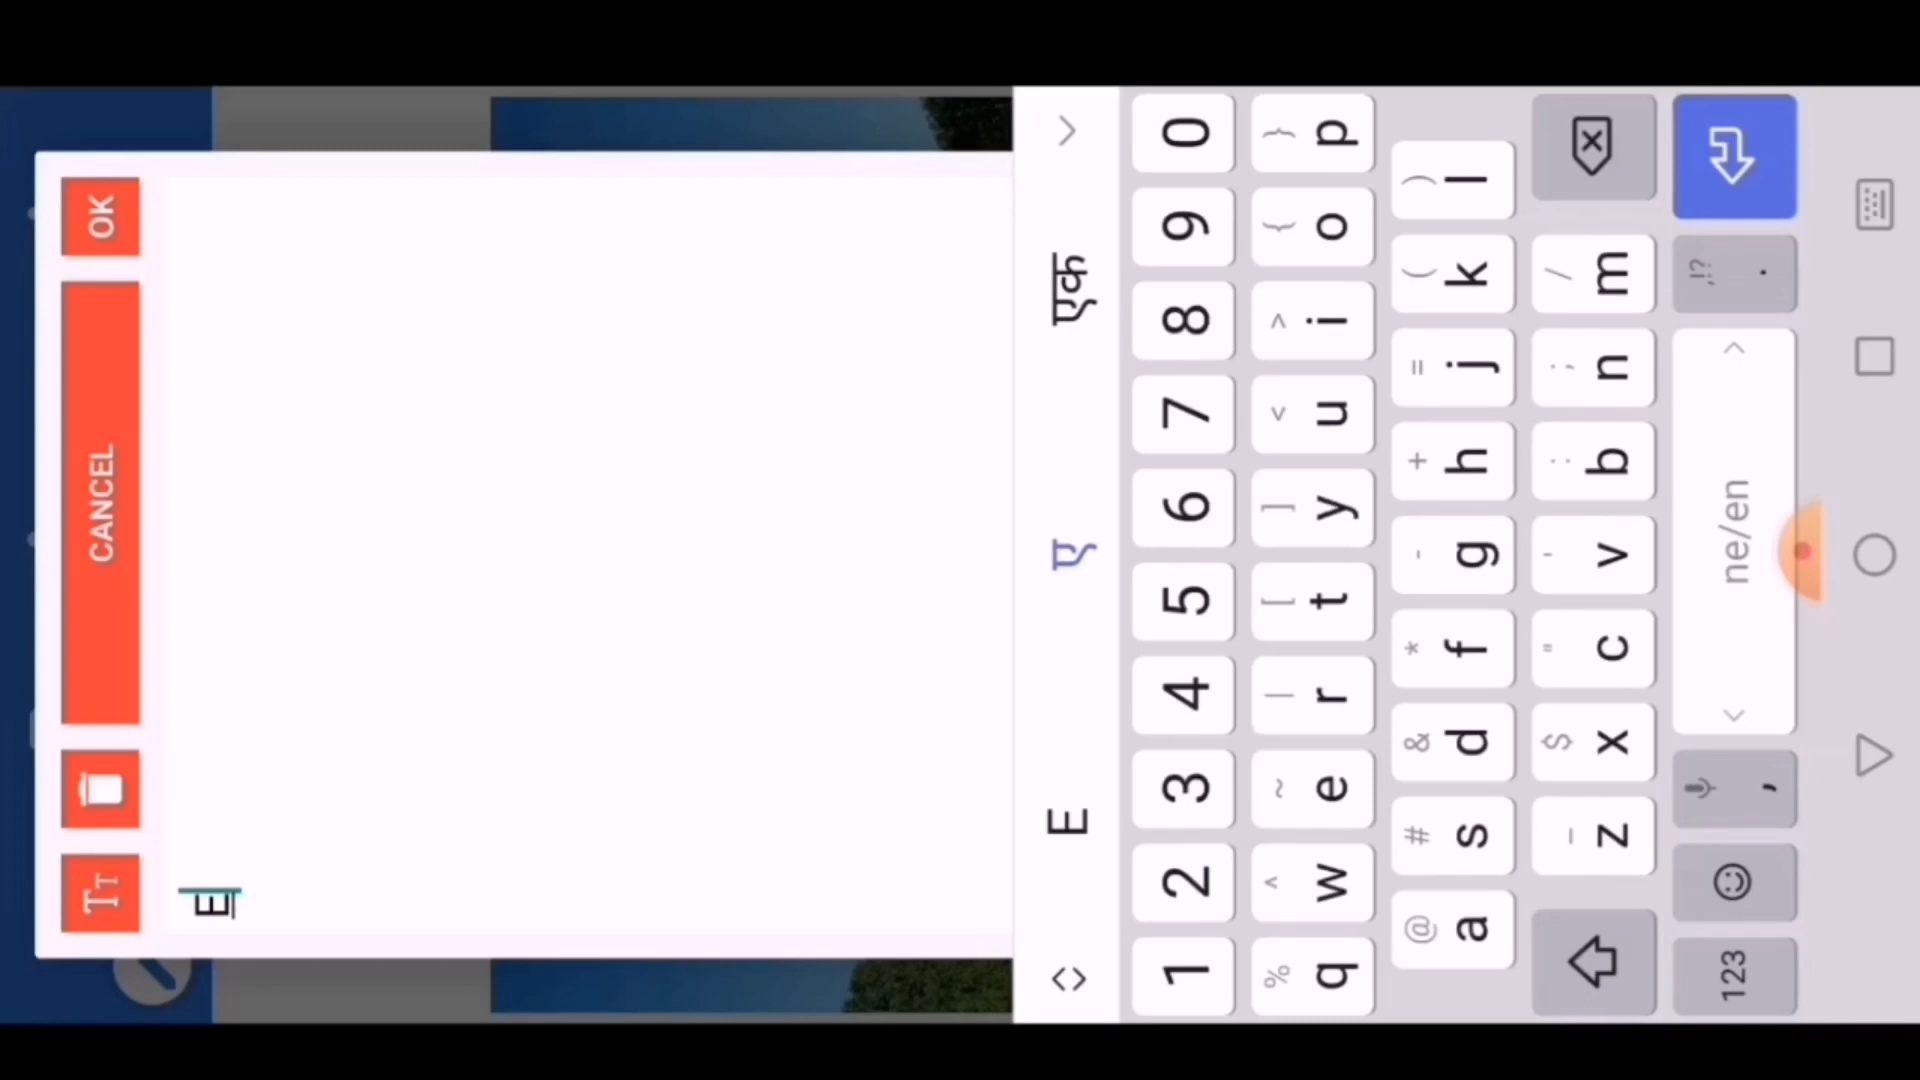 Tт CANCEL OK
E
E ए एक
1 2 3 4 5 6 7 8 9 0
% ^ ~ | [ ] < > { }
q w e r t y u i o p
@ # & * - + = ( )
a s d f g h j k l
_ $ " ' : ; /
z x c v b n m
123 , ne/en . !?